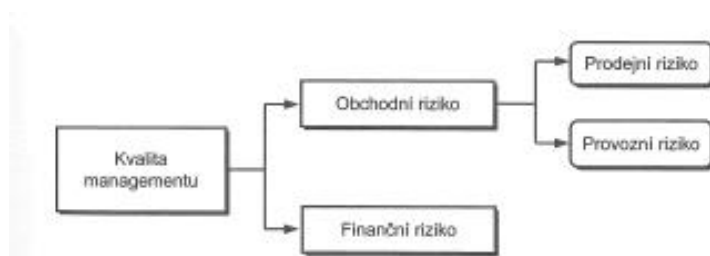 Prodejní riziko
Obchodní riziko
Provozní riziko
Kvalita
managementu
Finanční riziko